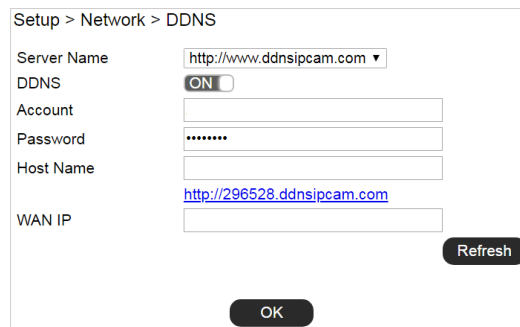 Setup > Network > DDNS
Server Name http://www.ddnsipcam.com
DDNS ON
Account
Password ••••••••
Host Name
http://296528.ddnsipcam.com
WAN IP
Refresh
OK